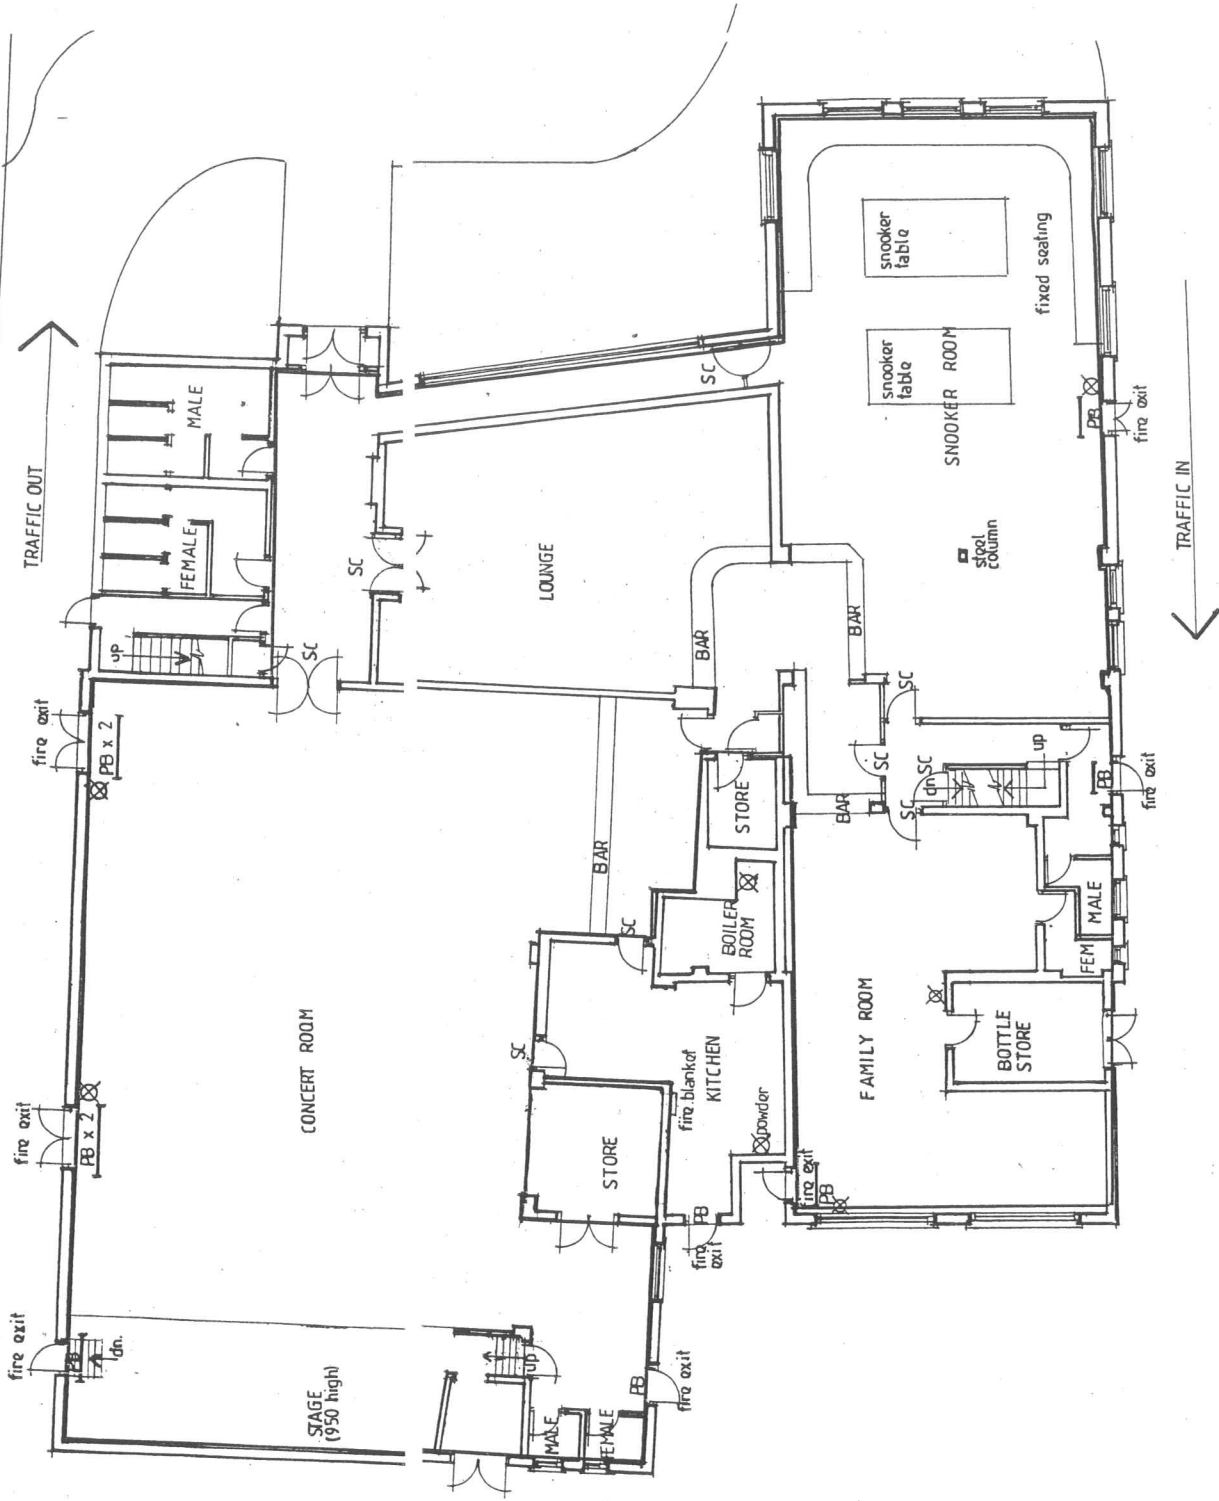 TRAFFIC OUT
MALE
FEMALE
up
SC
SC
fire exit
PB x 2
fire exit
PB x 2
fire exit
PB
dn.
CONCERT ROOM
STAGE
(950 high)
up
MALE
FEMALE
PB
fire exit
LOUNGE
BAR
BAR
BAR
BAR
SC
SC
STORE
BOILER
ROOM
KITCHEN
fire blanket
powder
STORE
PB
fire
exit
fire exit
PB
SC
snooker
table
snooker
table
SNOOKER ROOM
fixed seating
PB
fire exit
steel
column
SC
SC
SC
SC
dn
up
PB
fire exit
MALE
FEM
FAMILY ROOM
BOTTLE
STORE
TRAFFIC IN